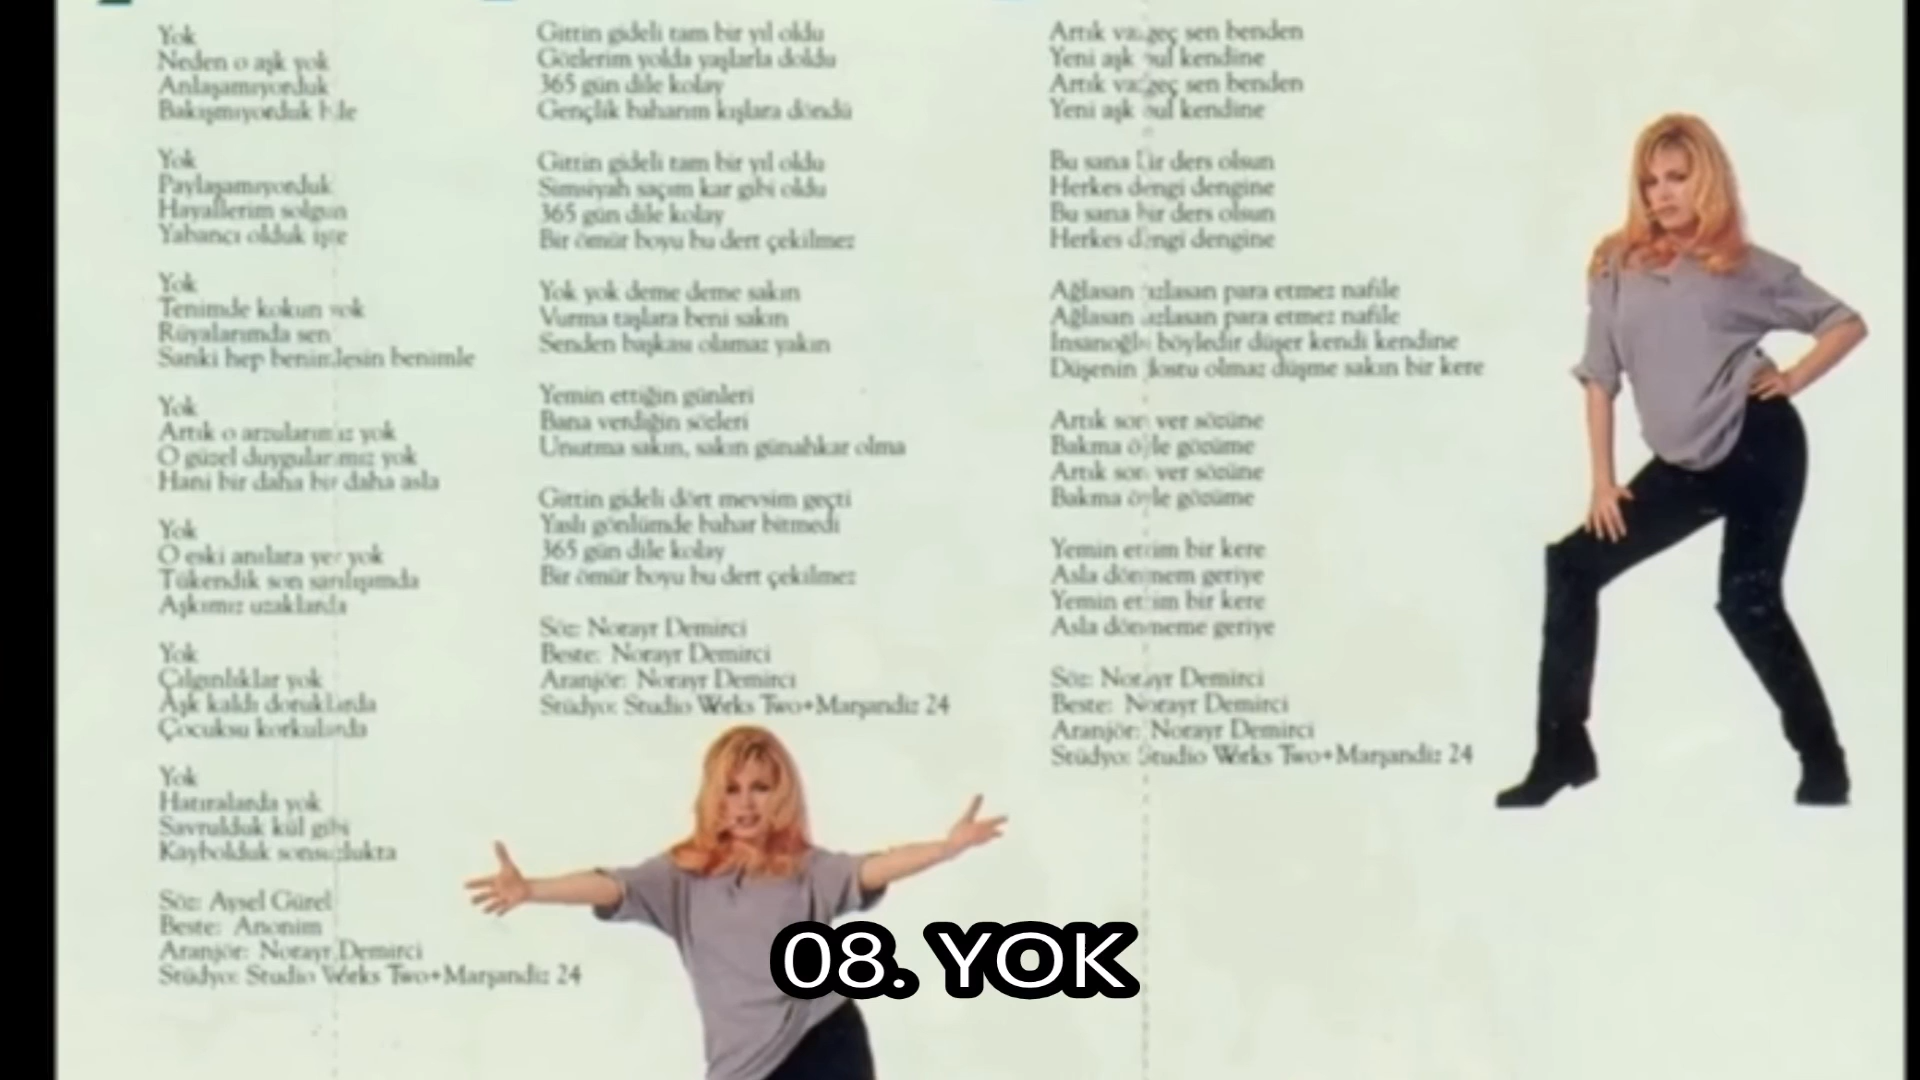 Yok
Neden o aşk yok
Anlaşamıyorduk
Bakışmıyorduk bile
Yok
Paylaşamıyorduk
Hayallerim solgun
Yabancı olduk işte
Yok
Tenimde kokun yok
Rüyalarımda sen
Sanki hep benimlesin benimle
Yok
Artık o arzularımız yok
O güzel duygularımız yok
Hani bir daha bir daha asla
Yok
O eski anılara yer yok
Tükendik son sarılışımda
Aşkımız uzaklarda
Yok
Çılgınlıklar yok
Aşk kaldı doruklarda
Çocuksu korkularda
Yok
Hatıralarda yok
Savrulduk kül gibi
Kaybolduk sonsuzlukta
Söz: Aysel Gürel
Beste: Anonim
Aranjör: Norayr Demirci
Stüdyo: Studio Works Two+Marşandiz 24
Gittin gideli tam bir yıl oldu
Gözlerim yolda yaşlarla doldu
365 gün dile kolay
Gençlik baharım kışlara döndü
Gittin gideli tam bir yıl oldu
Simsiyah saçım kar gibi oldu
365 gün dile kolay
Bir ömür boyu bu dert çekilmez
Yok yok deme deme sakın
Vurma taşlara beni sakın
Senden başkası olamaz yakın
Yemin ettiğin günleri
Bana verdiğin sözleri
Unutma sakın, sakın günahkar olma
Gittin gideli dört mevsim geçti
Yaslı gönlümde bahar bitmedi
365 gün dile kolay
Bir ömür boyu bu dert çekilmez
Söz: Norayr Demirci
Beste: Norayr Demirci
Aranjör: Norayr Demirci
Stüdyo: Studio Works Two+Marşandiz 24
Artık vazgeç sen benden
Yeni aşk bul kendine
Artık vazgeç sen benden
Yeni aşk bul kendine
Bu sana bir ders olsun
Herkes dengi dengine
Bu sana bir ders olsun
Herkes dengi dengine
Ağlasan sızlasan para etmez nafile
Ağlasan sızlasan para etmez nafile
İnsanoğlu böyledir düşer kendi kendine
Düşenin dostu olmaz düşme sakın bir kere
Artık son ver sözüne
Bakma öyle gözüme
Artık son ver sözüne
Bakma öyle gözüme
Yemin ettim bir kere
Asla dönmem geriye
Yemin ettim bir kere
Asla dönmeme geriye
Söz: Norayr Demirci
Beste: Norayr Demirci
Aranjör: Norayr Demirci
Stüdyo: Studio Works Two+Marşandiz 24
08. YOK